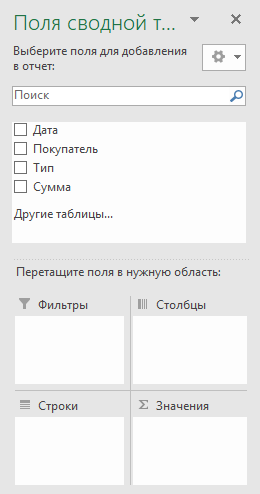 Поля сводной т...
Выберите поля для добавления
в отчет:
Поиск
Дата
Покупатель
Тип
Сумма
Другие таблицы...
Перетащите поля в нужную область:
Фильтры
Столбцы
Строки
Σ Значения